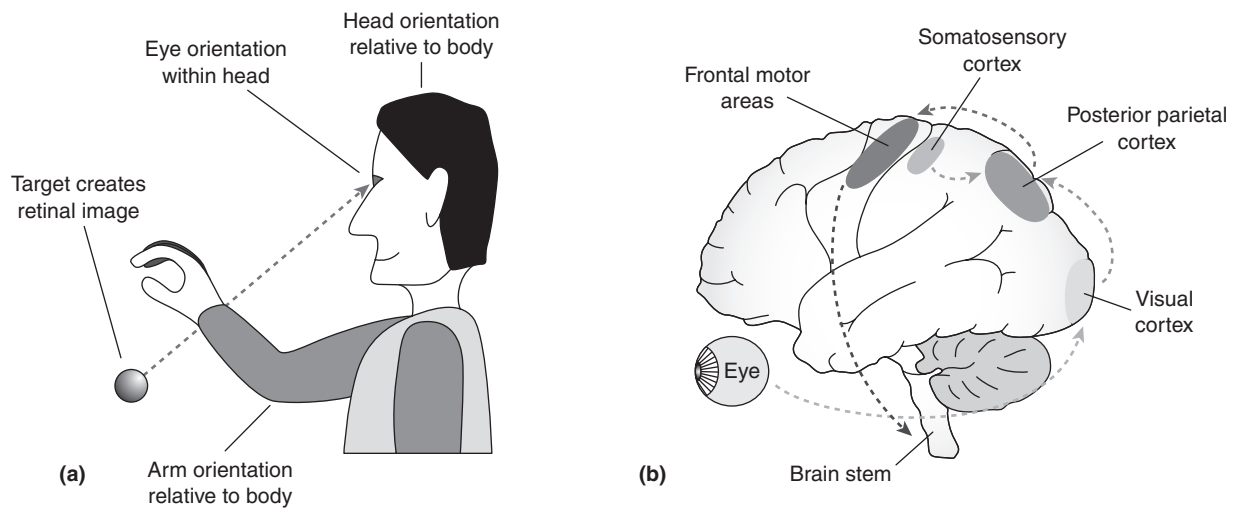 Head orientation
relative to body
Eye orientation
within head
Target creates
retinal image
Arm orientation
relative to body
(a)
Somatosensory
cortex
Frontal motor
areas
Posterior parietal
cortex
Visual
cortex
Eye
Brain stem
(b)